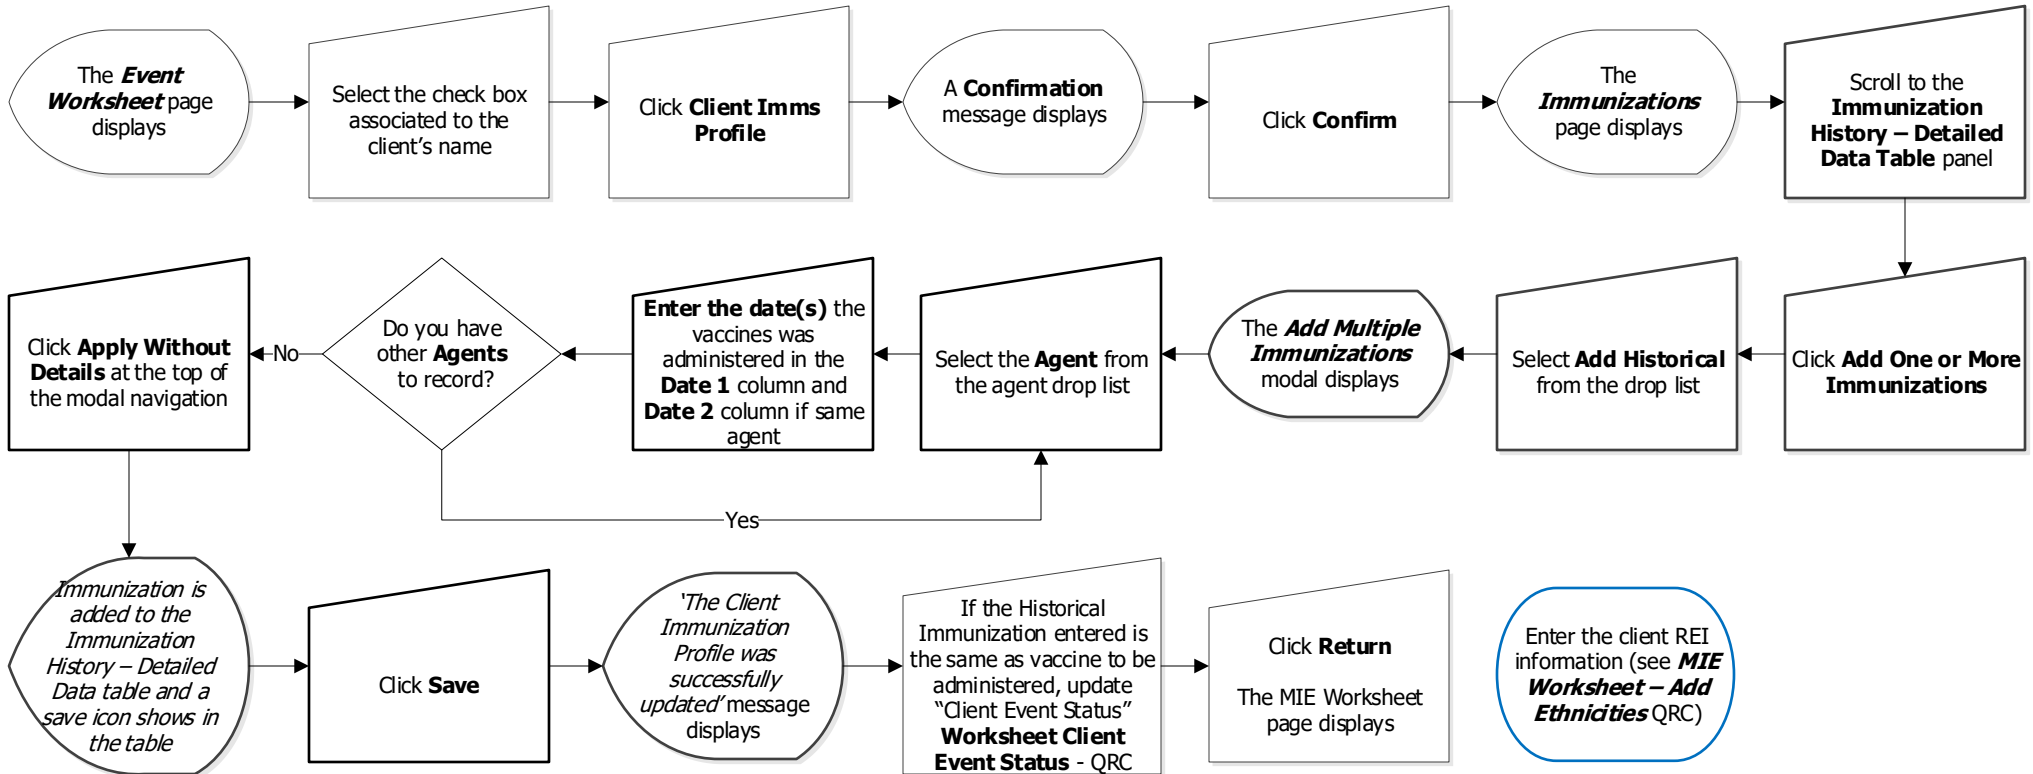 The Event
Worksheet page
displays
Select the check box
associated to the
client's name
Click Client Imms
Profile
A Confirmation
message displays
Click Confirm
The
Immunizations
page displays
Scroll to the
Immunization
History – Detailed
Data Table panel
Click Add One or More
Immunizations
Select Add Historical
from the drop list
The Add Multiple
Immunizations
modal displays
Select the Agent from
the agent drop list
Enter the date(s) the
vaccines was
administered in the
Date 1 column and
Date 2 column if same
agent
Do you have
other Agents
to record?
No
Yes
Click Apply Without
Details at the top of
the modal navigation
Immunization is
added to the
Immunization
History – Detailed
Data table and a
save icon shows in
the table
Click Save
‘The Client
Immunization
Profile was
successfully
updated’ message
displays
If the Historical
Immunization entered is
the same as vaccine to be
administered, update
“Client Event Status”
Worksheet Client
Event Status - QRC
Click Return
The MIE Worksheet
page displays
Enter the client REI
information (see MIE
Worksheet – Add
Ethnicities QRC)